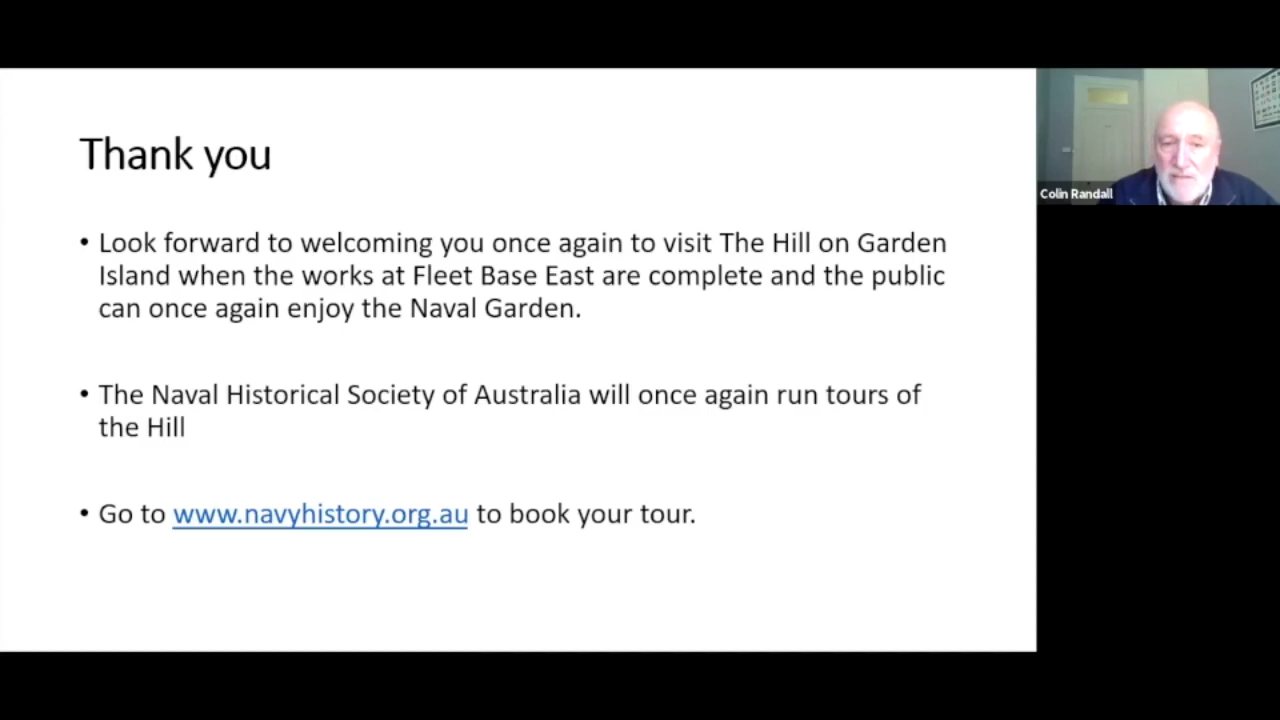 Thank you
• Look forward to welcoming you once again to visit The Hill on Garden
Island when the works at Fleet Base East are complete and the public
can once again enjoy the Naval Garden.
• The Naval Historical Society of Australia will once again run tours of
the Hill
• Go to www.navyhistory.org.au to book your tour.
Colin Randall